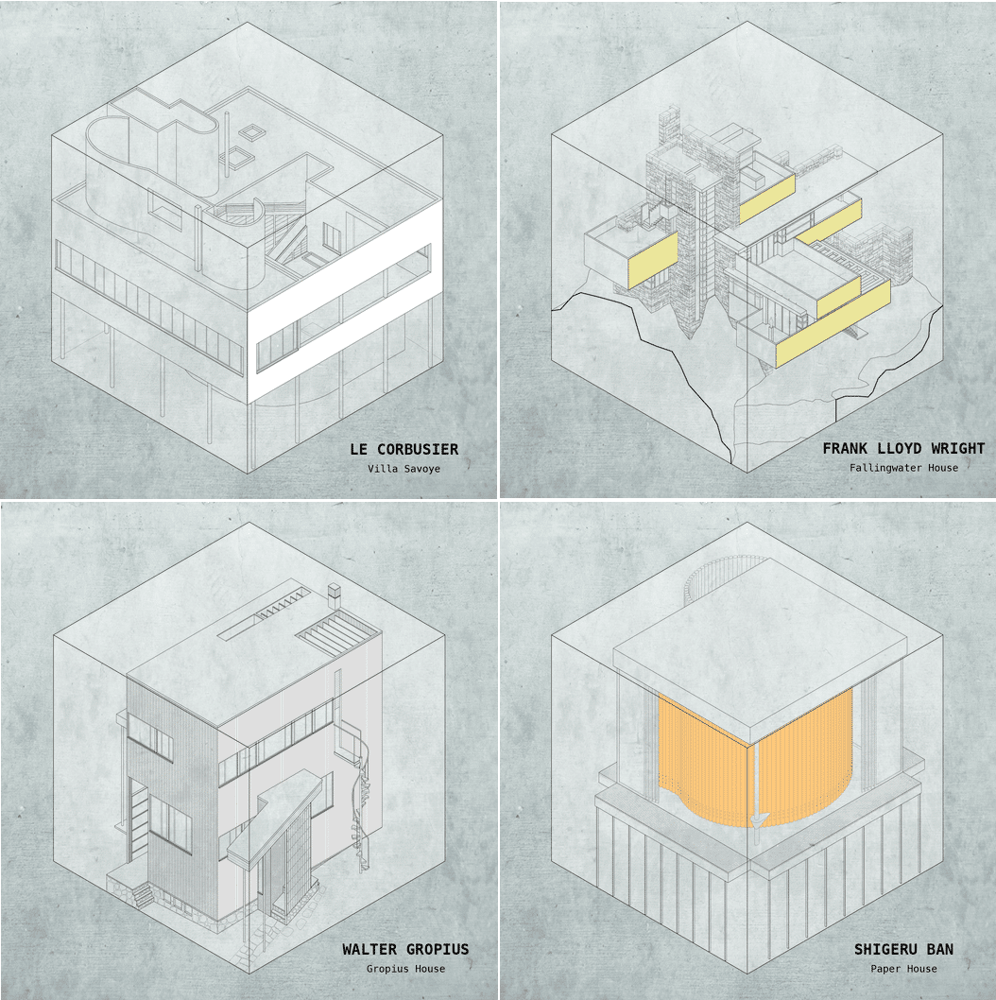 LE CORBUSIER
Villa Savoye
FRANK LLOYD WRIGHT
Fallingwater House
WALTER GROPIUS
Gropius House
SHIGERU BAN
Paper House